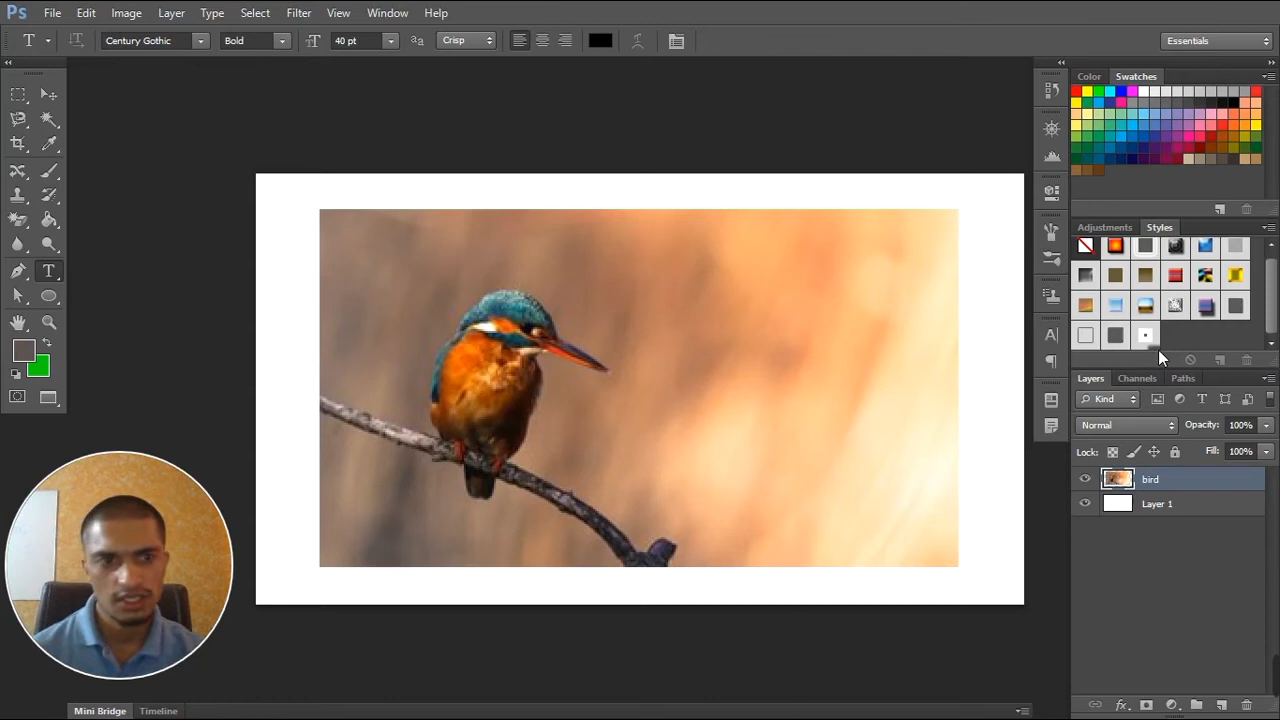 Ps File Edit Image Layer Type Select Filter View Window Help
T Century Gothic Bold 40 pt aa Crisp Essentials
Color Swatches
Adjustments Styles
Layers Channels Paths
Kind
Normal Opacity: 100%
Lock: Fill: 100%
bird
Layer 1
Mini Bridge Timeline